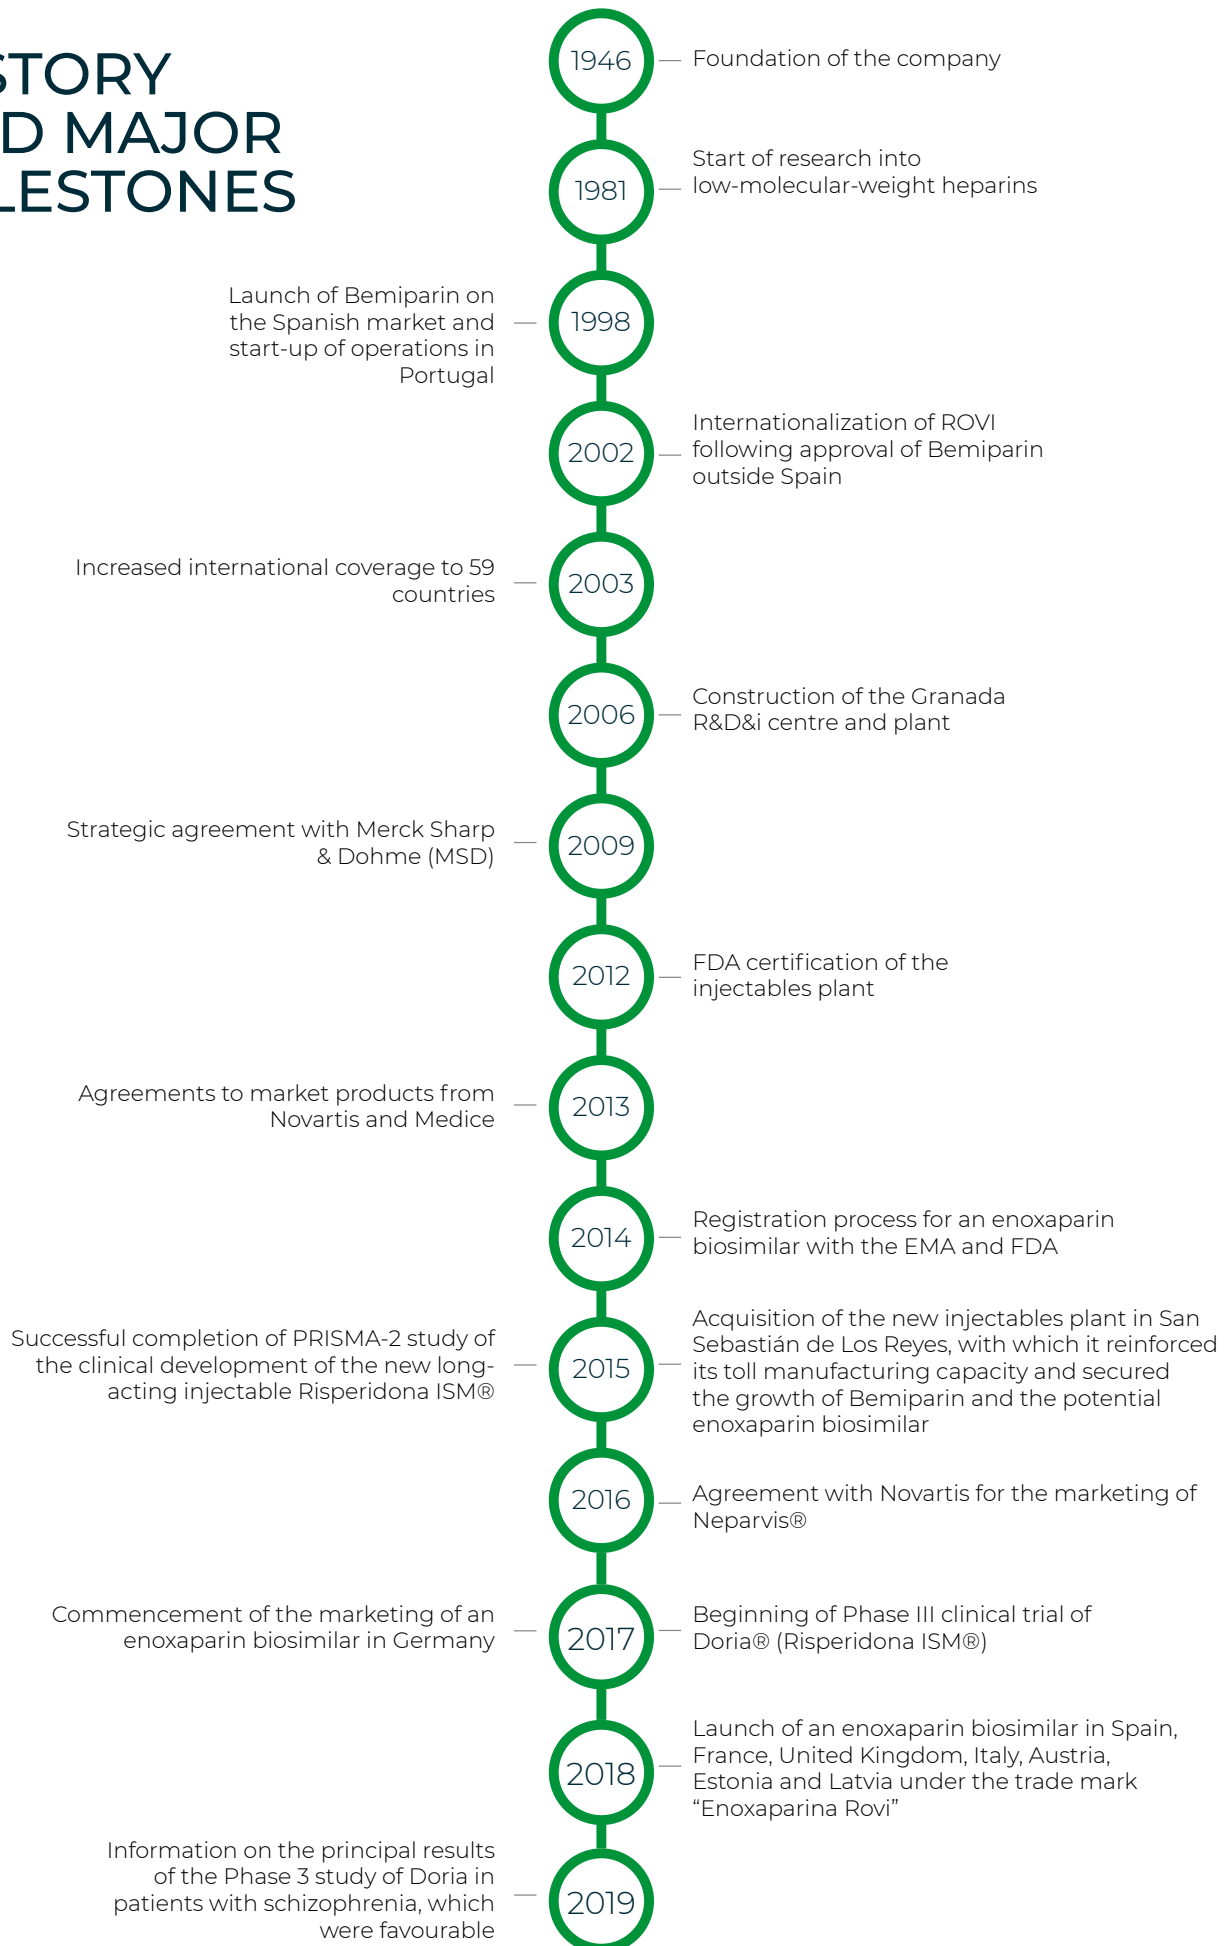 STORY
D MAJOR
LESTONES
1946
Foundation of the company
1981
Start of research into
low-molecular-weight heparins
Launch of Bemiparin on
the Spanish market and
start-up of operations in
Portugal
1998
2002
Internationalization of ROVI
following approval of Bemiparin
outside Spain
Increased international coverage to 59
countries
2003
2006
Construction of the Granada
R&D&i centre and plant
Strategic agreement with Merck Sharp
& Dohme (MSD)
2009
2012
FDA certification of the
injectables plant
Agreements to market products from
Novartis and Medice
2013
2014
Registration process for an enoxaparin
biosimilar with the EMA and FDA
Successful completion of PRISMA-2 study of
the clinical development of the new long-
acting injectable Risperidona ISM®
2015
Acquisition of the new injectables plant in San
Sebastián de Los Reyes, with which it reinforced
its toll manufacturing capacity and secured
the growth of Bemiparin and the potential
enoxaparin biosimilar
2016
Agreement with Novartis for the marketing of
Neparvis®
Commencement of the marketing of an
enoxaparin biosimilar in Germany
2017
Beginning of Phase III clinical trial of
Doria® (Risperidona ISM®)
2018
Launch of an enoxaparin biosimilar in Spain,
France, United Kingdom, Italy, Austria,
Estonia and Latvia under the trade mark
“Enoxaparina Rovi”
Information on the principal results
of the Phase 3 study of Doria in
patients with schizophrenia, which
were favourable
2019